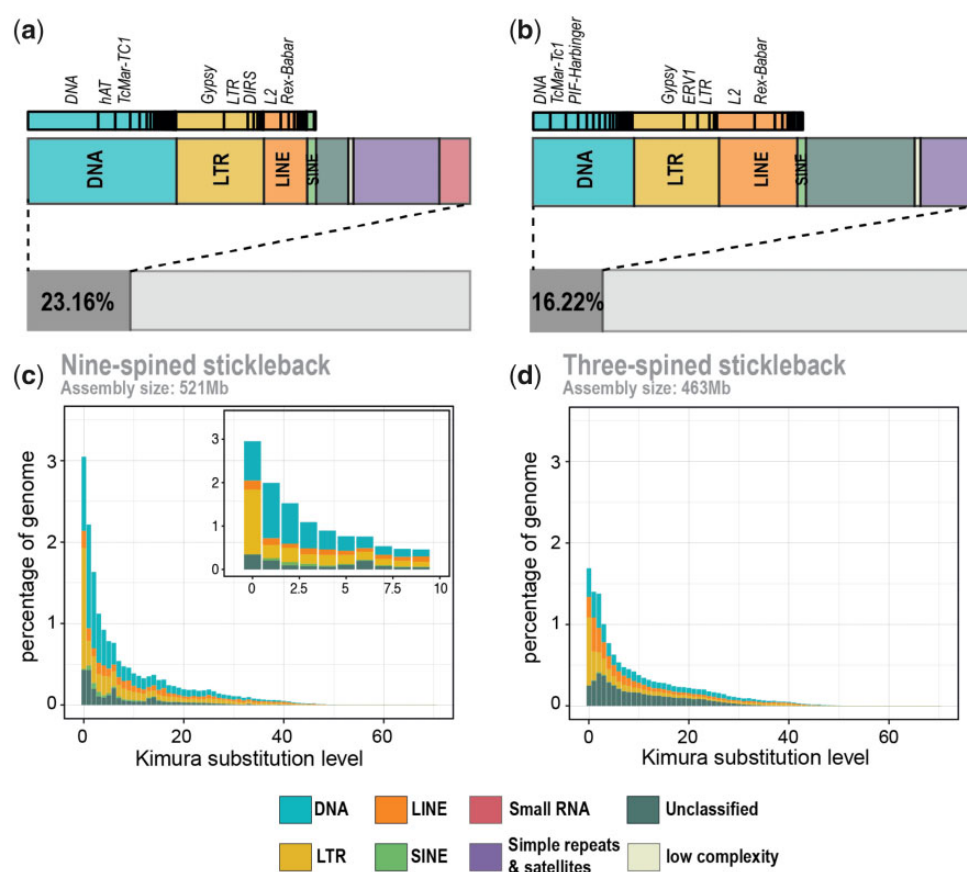 (a)
DNA
hAT
TcMar-TC1
Gypsy
LTR
DIRS
L2
Rex-Babar
DNA
LTR
LINE
SINE
23.16%
(b)
DNA
TcMar-Tc1
PIF-Harbinger
Gypsy
ERV1
LTR
L2
Rex-Babar
DNA
LTR
LINE
SINE
16.22%
(c)
Nine-spined stickleback
Assembly size: 521Mb
percentage of genome
3
2
1
0
3
2
1
0
0
2.5
5.0
7.5
10
0
20
40
60
Kimura substitution level
(d)
Three-spined stickleback
Assembly size: 463Mb
percentage of genome
3
2
1
0
0
20
40
60
Kimura substitution level
DNA
LINE
Small RNA
Unclassified
LTR
SINE
Simple repeats
& satellites
low complexity